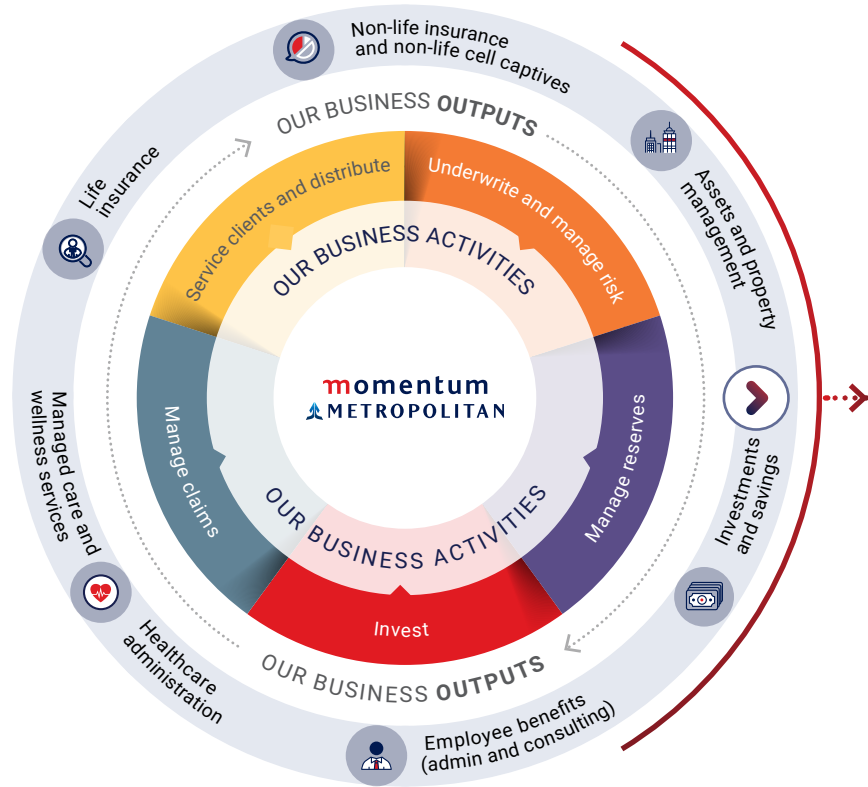 Non-life insurance
and non-life cell captives
OUR BUSINESS OUTPUTS
Life
insurance
Service clients and distribute
Underwrite and manage risk
Assets and property
management
OUR BUSINESS ACTIVITIES
momentum
METROPOLITAN
Managed care and
wellness services
Manage claims
Manage reserves
Investments
and savings
OUR BUSINESS ACTIVITIES
Invest
Healthcare
administration
OUR BUSINESS OUTPUTS
Employee benefits
(admin and consulting)